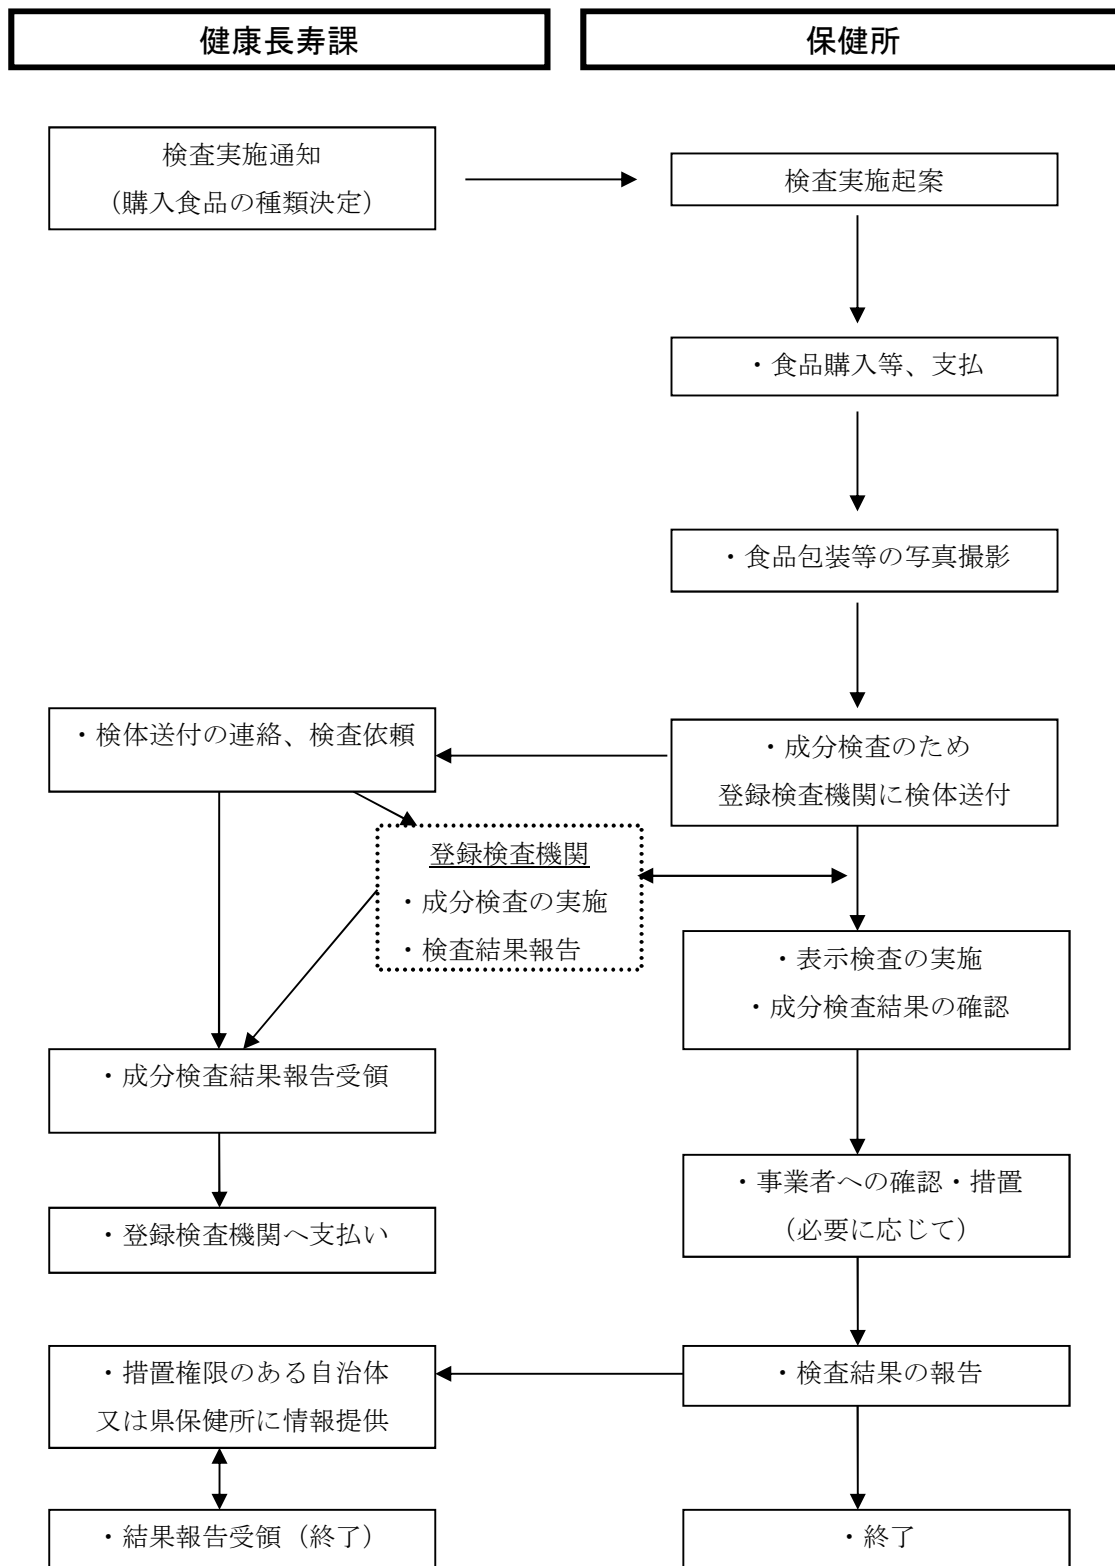 健康長寿課
保健所
検査実施通知
(購入食品の種類決定)
検査実施起案
・食品購入等、支払
・食品包装等の写真撮影
・検体送付の連絡、検査依頼
・成分検査のため
登録検査機関に検体送付
登録検査機関
・成分検査の実施
・検査結果報告
・表示検査の実施
・成分検査結果の確認
・成分検査結果報告受領
・事業者への確認・措置
(必要に応じて)
・登録検査機関へ支払い
・措置権限のある自治体
又は県保健所に情報提供
・検査結果の報告
・結果報告受領(終了)
・終了